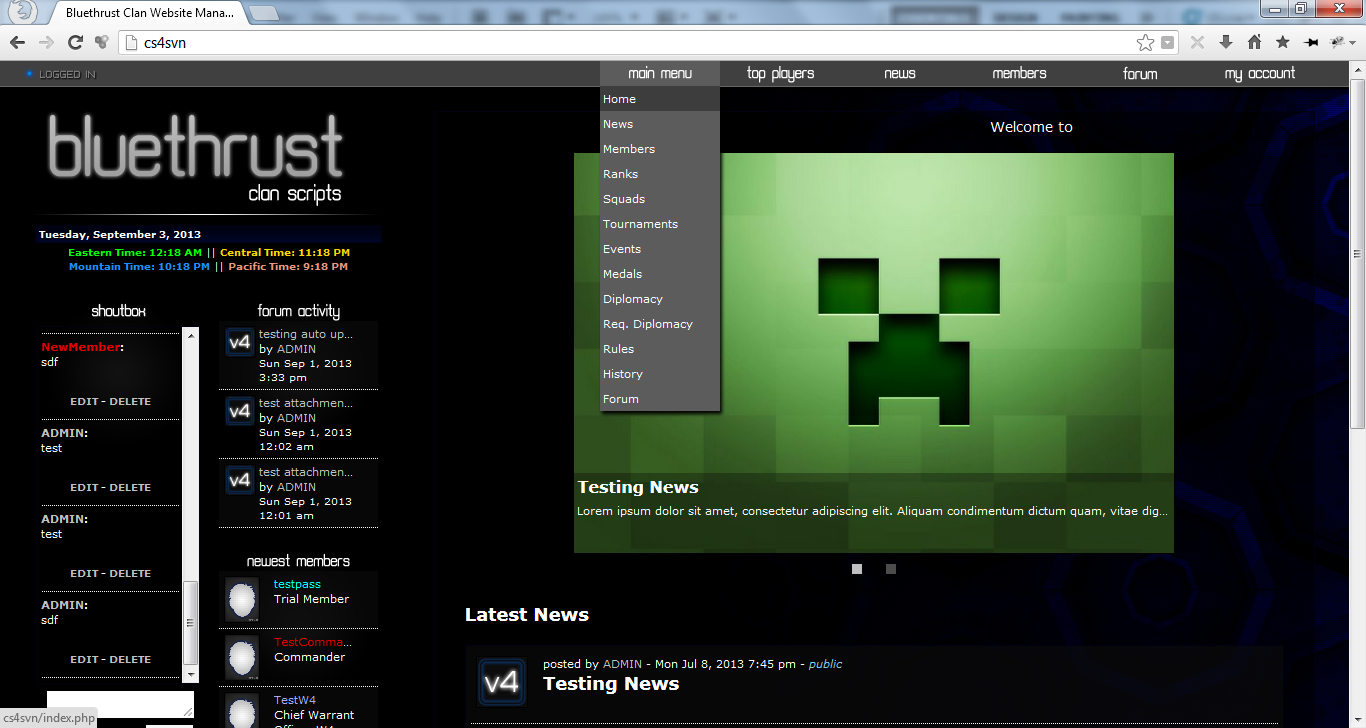 Bluethrust Clan Website Mana...
cs4svn
LOGGED IN
main menu
top players
news
members
forum
my account
Home
News
Members
Ranks
Squads
Tournaments
Events
Medals
Diplomacy
Req. Diplomacy
Rules
History
Forum
bluethrust
clan scripts
Tuesday, September 3, 2013
Eastern Time: 12:18 AM || Central Time: 11:18 PM
Mountain Time: 10:18 PM || Pacific Time: 9:18 PM
shoutbox
NewMember:
sdf
EDIT - DELETE
ADMIN:
test
EDIT - DELETE
ADMIN:
test
EDIT - DELETE
ADMIN:
sdf
EDIT - DELETE
forum activity
v4
testing auto up...
by ADMIN
Sun Sep 1, 2013
3:33 pm
v4
test attachmen...
by ADMIN
Sun Sep 1, 2013
12:02 am
v4
test attachmen...
by ADMIN
Sun Sep 1, 2013
12:01 am
newest members
testpass
Trial Member
TestComma...
Commander
TestW4
Chief Warrant
Welcome to
Testing News
Lorem ipsum dolor sit amet, consectetur adipiscing elit. Aliquam condimentum dictum quam, vitae dig...
Latest News
v4
posted by ADMIN - Mon Jul 8, 2013 7:45 pm - public
Testing News
cs4svn/index.php